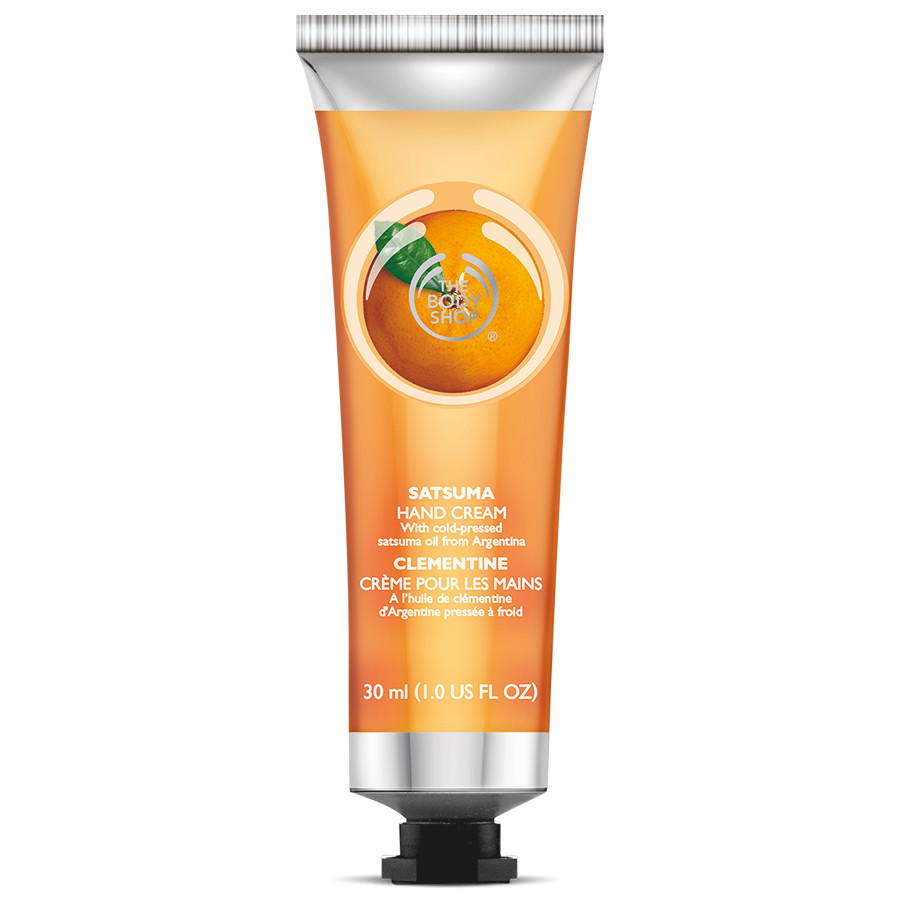 THE
BODY
SHOP
®
SATSUMA
HAND CREAM
With cold-pressed
satsuma oil from Argentina
CLEMENTINE
CRÈME POUR LES MAINS
A l'huile de clémentine
d'Argentine pressée à froid
30 ml (1.0 US FL OZ)